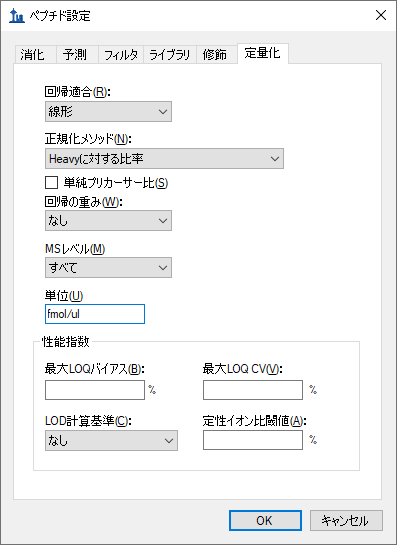 ペプチド設定
消化 予測 フィルタ ライブラリ 修飾 定量化
回帰適合(R):
線形
正規化メソッド(N):
Heavyに対する比率
単純プリカーサー比(S)
回帰の重み(W):
なし
MSレベル(M)
すべて
単位(U)
fmol/ul
性能指数
最大LOQバイアス(B): 最大LOQ CV(V):
% %
LOD計算基準(C): 定性イオン比閾値(A):
なし %
OK キャンセル